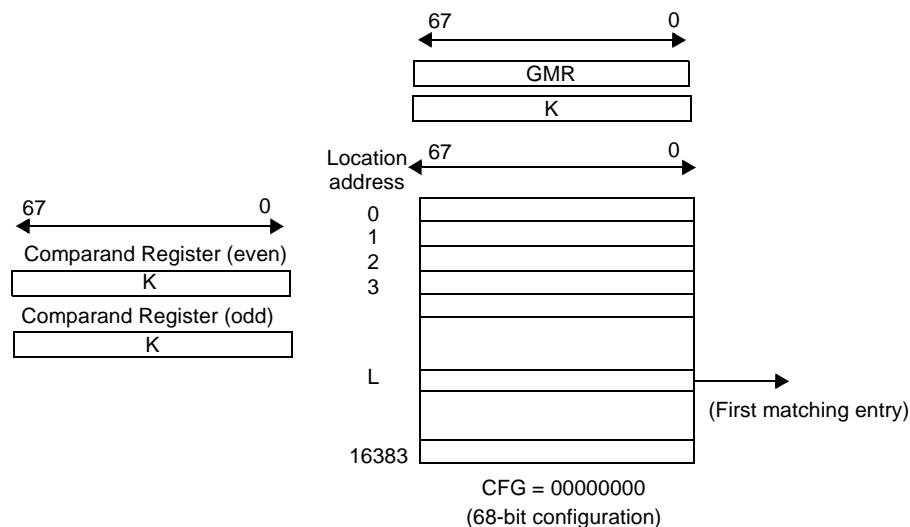 67 0
GMR
K
Location
address
67 0
0
1
2
3
L
16383
67 0
Comparand Register (even)
K
Comparand Register (odd)
K
(First matching entry)
CFG = 00000000
(68-bit configuration)